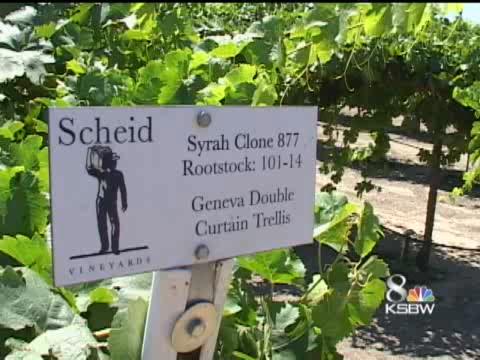 Scheid
VINEYARDS
Syrah Clone 877
Rootstock: 101-14
Geneva Double
Curtain Trellis
8
KSBW